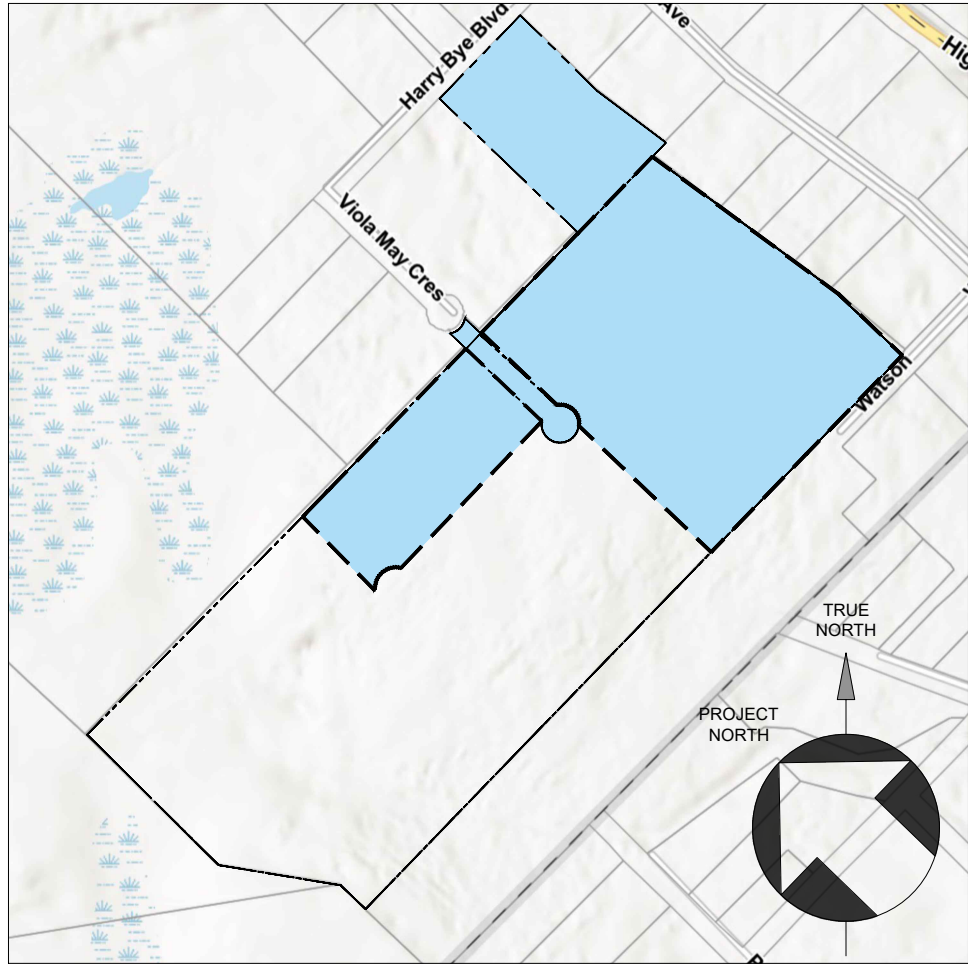 Harry Bye Blvd
Ave
Hig
Viola May Cres
Watson
TRUE
NORTH
PROJECT
NORTH